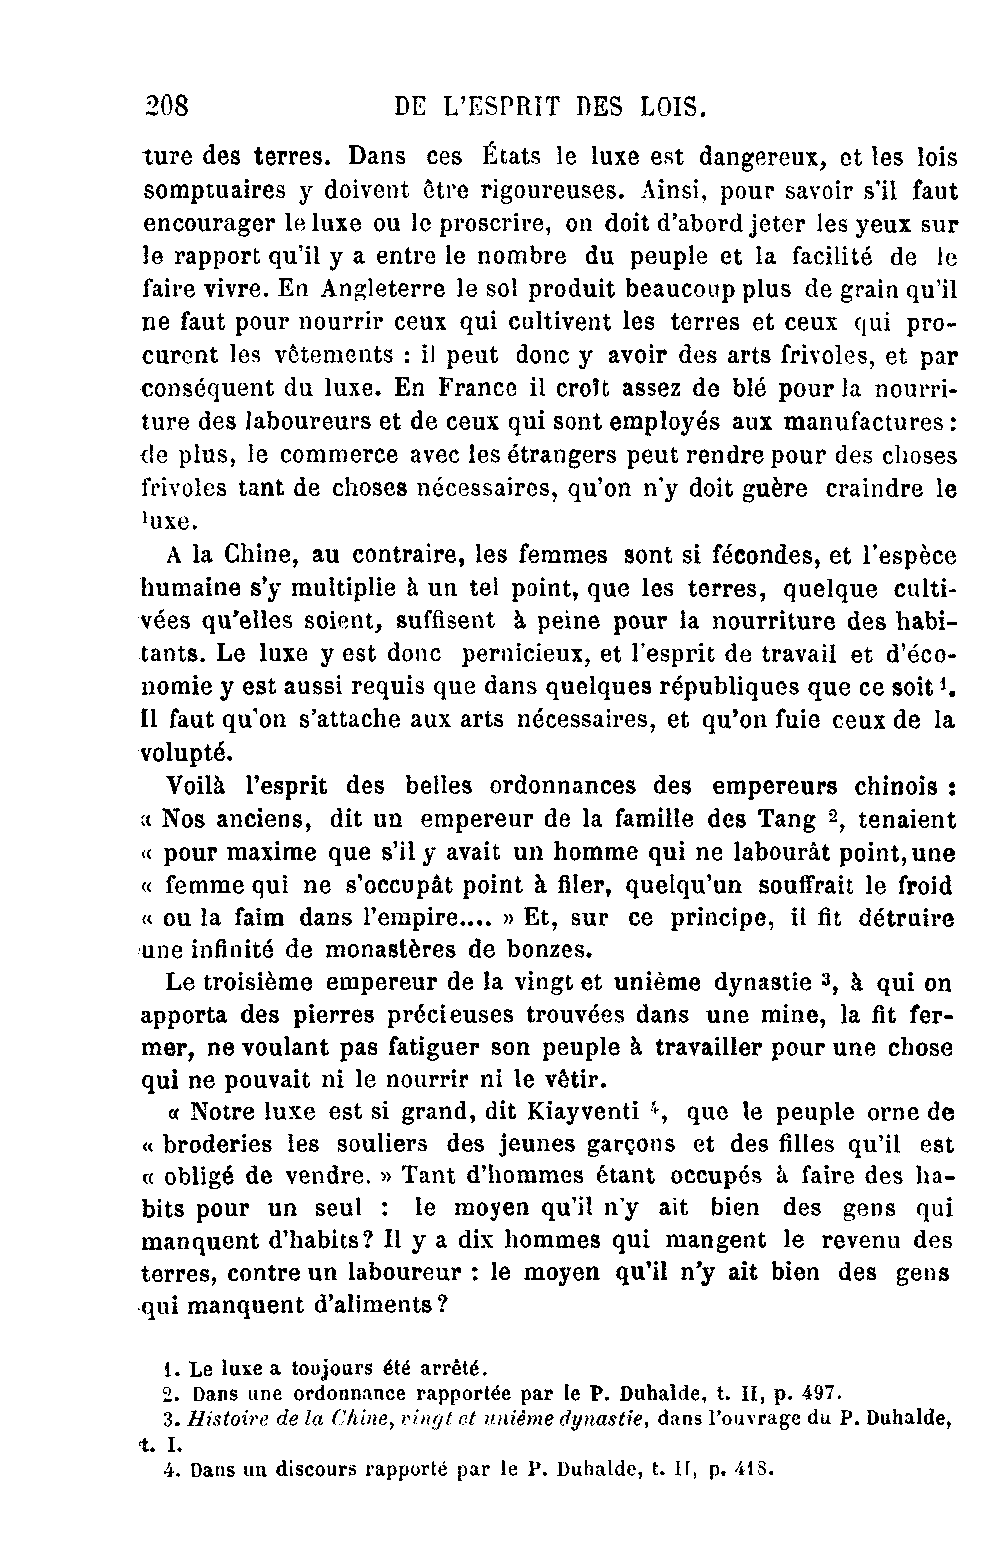 208 DE L'ESPRIT DES LOIS.
ture des terres. Dans ces États le luxe est dangereux, et les lois
somptuaires y doivent être rigoureuses. Ainsi, pour savoir s'il faut
encourager le luxe ou le proscrire, on doit d'abord jeter les yeux sur
le rapport qu'il y a entre le nombre du peuple et la facilité de le
faire vivre. En Angleterre le sol produit beaucoup plus de grain qu'il
ne faut pour nourrir ceux qui cultivent les terres et ceux qui pro-
curent les vêtements : il peut donc y avoir des arts frivoles, et par
conséquent du luxe. En France il croît assez de blé pour la nourri-
ture des laboureurs et de ceux qui sont employés aux manufactures :
de plus, le commerce avec les étrangers peut rendre pour des choses
frivoles tant de choses nécessaires, qu'on n'y doit guère craindre le
luxe.
A la Chine, au contraire, les femmes sont si fécondes, et l'espèce
humaine s'y multiplie à un tel point, que les terres, quelque culti-
vées qu'elles soient, suffisent à peine pour la nourriture des habi-
tants. Le luxe y est donc pernicieux, et l'esprit de travail et d'éco-
nomie y est aussi requis que dans quelques républiques que ce soit 1.
Il faut qu'on s'attache aux arts nécessaires, et qu'on fuie ceux de la
volupté.
Voilà l'esprit des belles ordonnances des empereurs chinois :
« Nos anciens, dit un empereur de la famille des Tang 2, tenaient
« pour maxime que s'il y avait un homme qui ne labourât point, une
« femme qui ne s'occupât point à filer, quelqu'un souffrait le froid
« ou la faim dans l'empire.... » Et, sur ce principe, il fit détruire
une infinité de monastères de bonzes.
Le troisième empereur de la vingt et unième dynastie 3, à qui on
apporta des pierres précieuses trouvées dans une mine, la fit fer-
mer, ne voulant pas fatiguer son peuple à travailler pour une chose
qui ne pouvait ni le nourrir ni le vêtir.
« Notre luxe est si grand, dit Kiayventi 4, que le peuple orne de
« broderies les souliers des jeunes garçons et des filles qu'il est
« obligé de vendre. » Tant d'hommes étant occupés à faire des ha-
bits pour un seul : le moyen qu'il n'y ait bien des gens qui
manquent d'habits? Il y a dix hommes qui mangent le revenu des
terres, contre un laboureur : le moyen qu'il n'y ait bien des gens
qui manquent d'aliments?
1. Le luxe a toujours été arrêté.
2. Dans une ordonnance rapportée par le P. Duhalde, t. II, p. 497.
3. Histoire de la Chine, vingt et unième dynastie, dans l'ouvrage du P. Duhalde,
t. I.
4. Dans un discours rapporté par le P. Duhalde, t. II, p. 418.